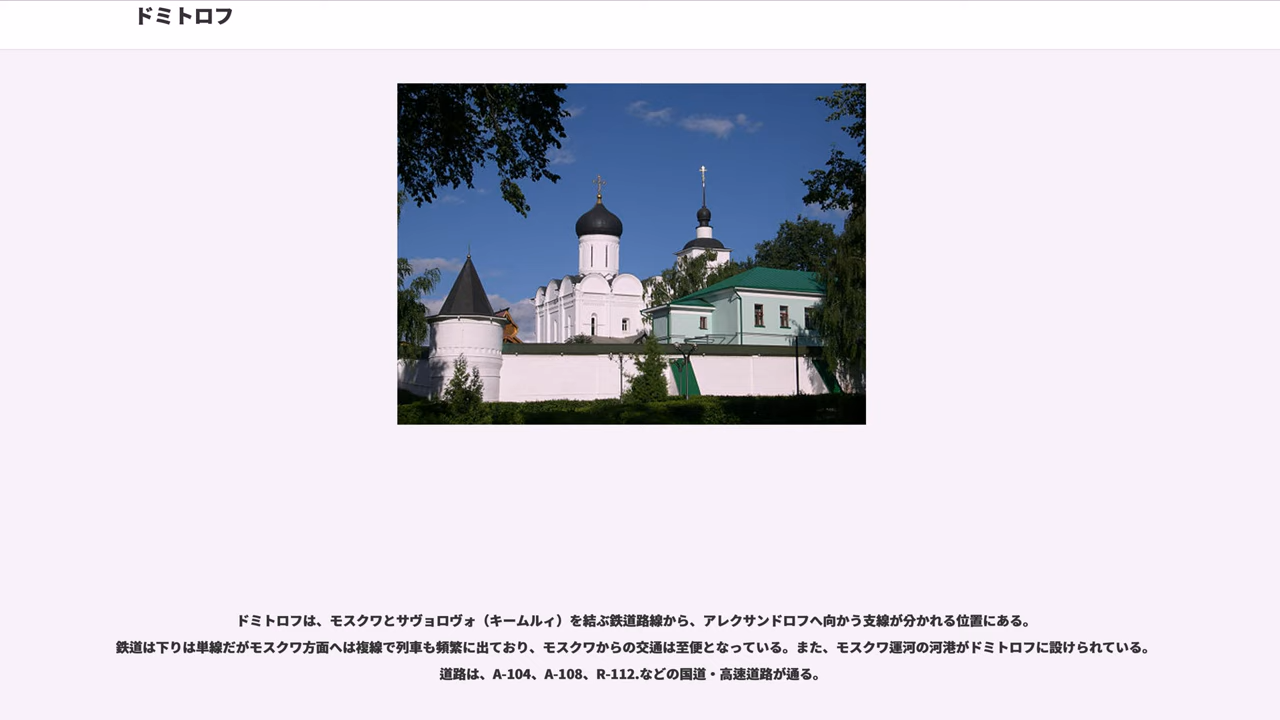 ドミトロフ
ドミトロフは、モスクワとサヴョロヴォ（キームルィ）を結ぶ鉄道路線から、アレクサンドロフへ向かう支線が分かれる位置にある。
鉄道は下りは単線だがモスクワ方面へは複線で列車も頻繁に出ており、モスクワからの交通は至便となっている。また、モスクワ運河の河港がドミトロフに設けられている。
道路は、A-104、A-108、R-112.などの国道・高速道路が通る。